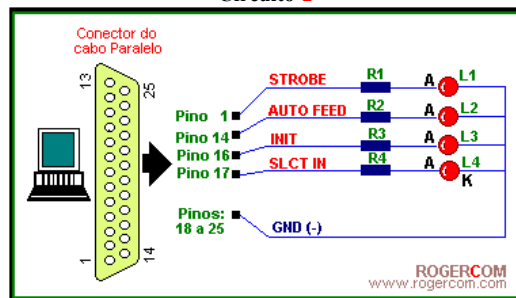 Conector do
cabo Paralelo
13
25
1
14
Pino 1
Pino 14
Pino 16
Pino 17
Pinos:
18 a 25
STROBE R1 A L1
AUTO FEED R2 A L2
INIT R3 A L3
SLCT IN R4 A L4
K
GND (-)
ROGERCOM
www.rogercom.com